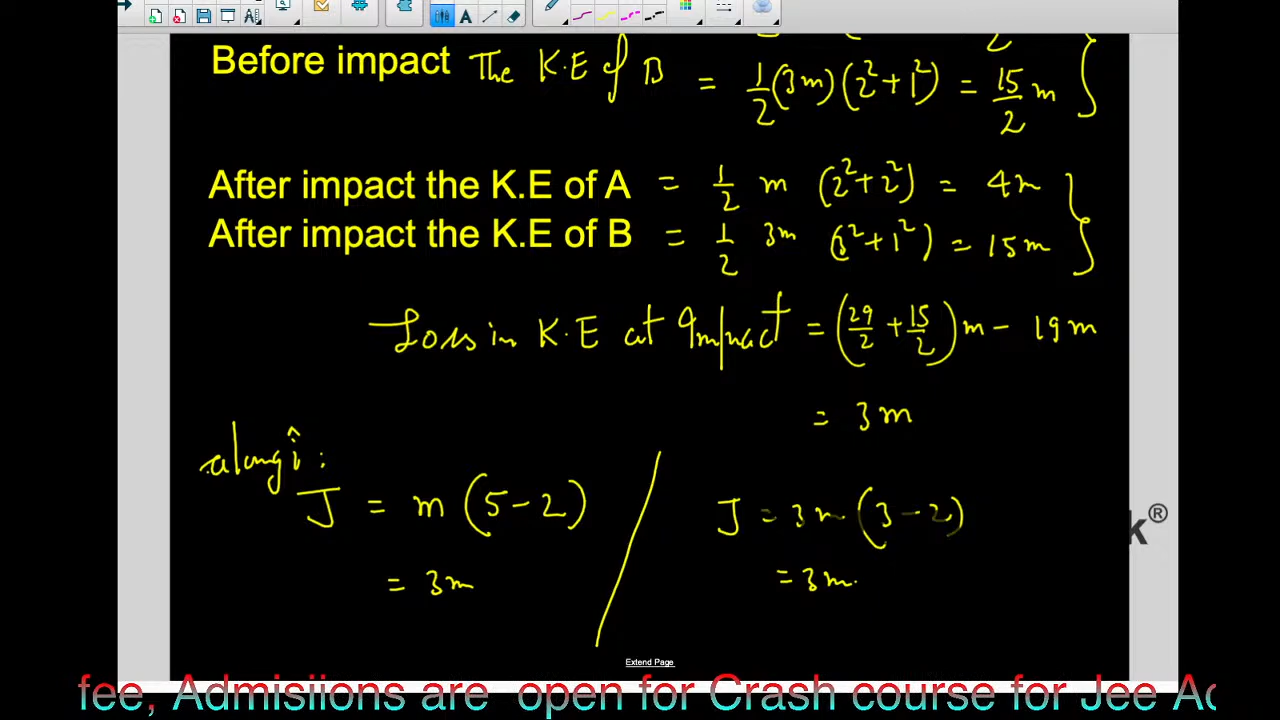 Before impact The K.E of B = 1/2 (3m)(2² + 1²) = 15/2 m
After impact the K.E of A = 1/2 m (2² + 2²) = 4m
After impact the K.E of B = 1/2 3m (3² + 1²) = 15m
Loss in K.E at Impact = (29/2 + 15/2) m − 19m
= 3m
along î :
J = m (5 − 2) / J = 3m (3 − 2)
= 3m = 3m.
k®
Extend Page
fee, Admisiions are open for Crash course for Jee Ac